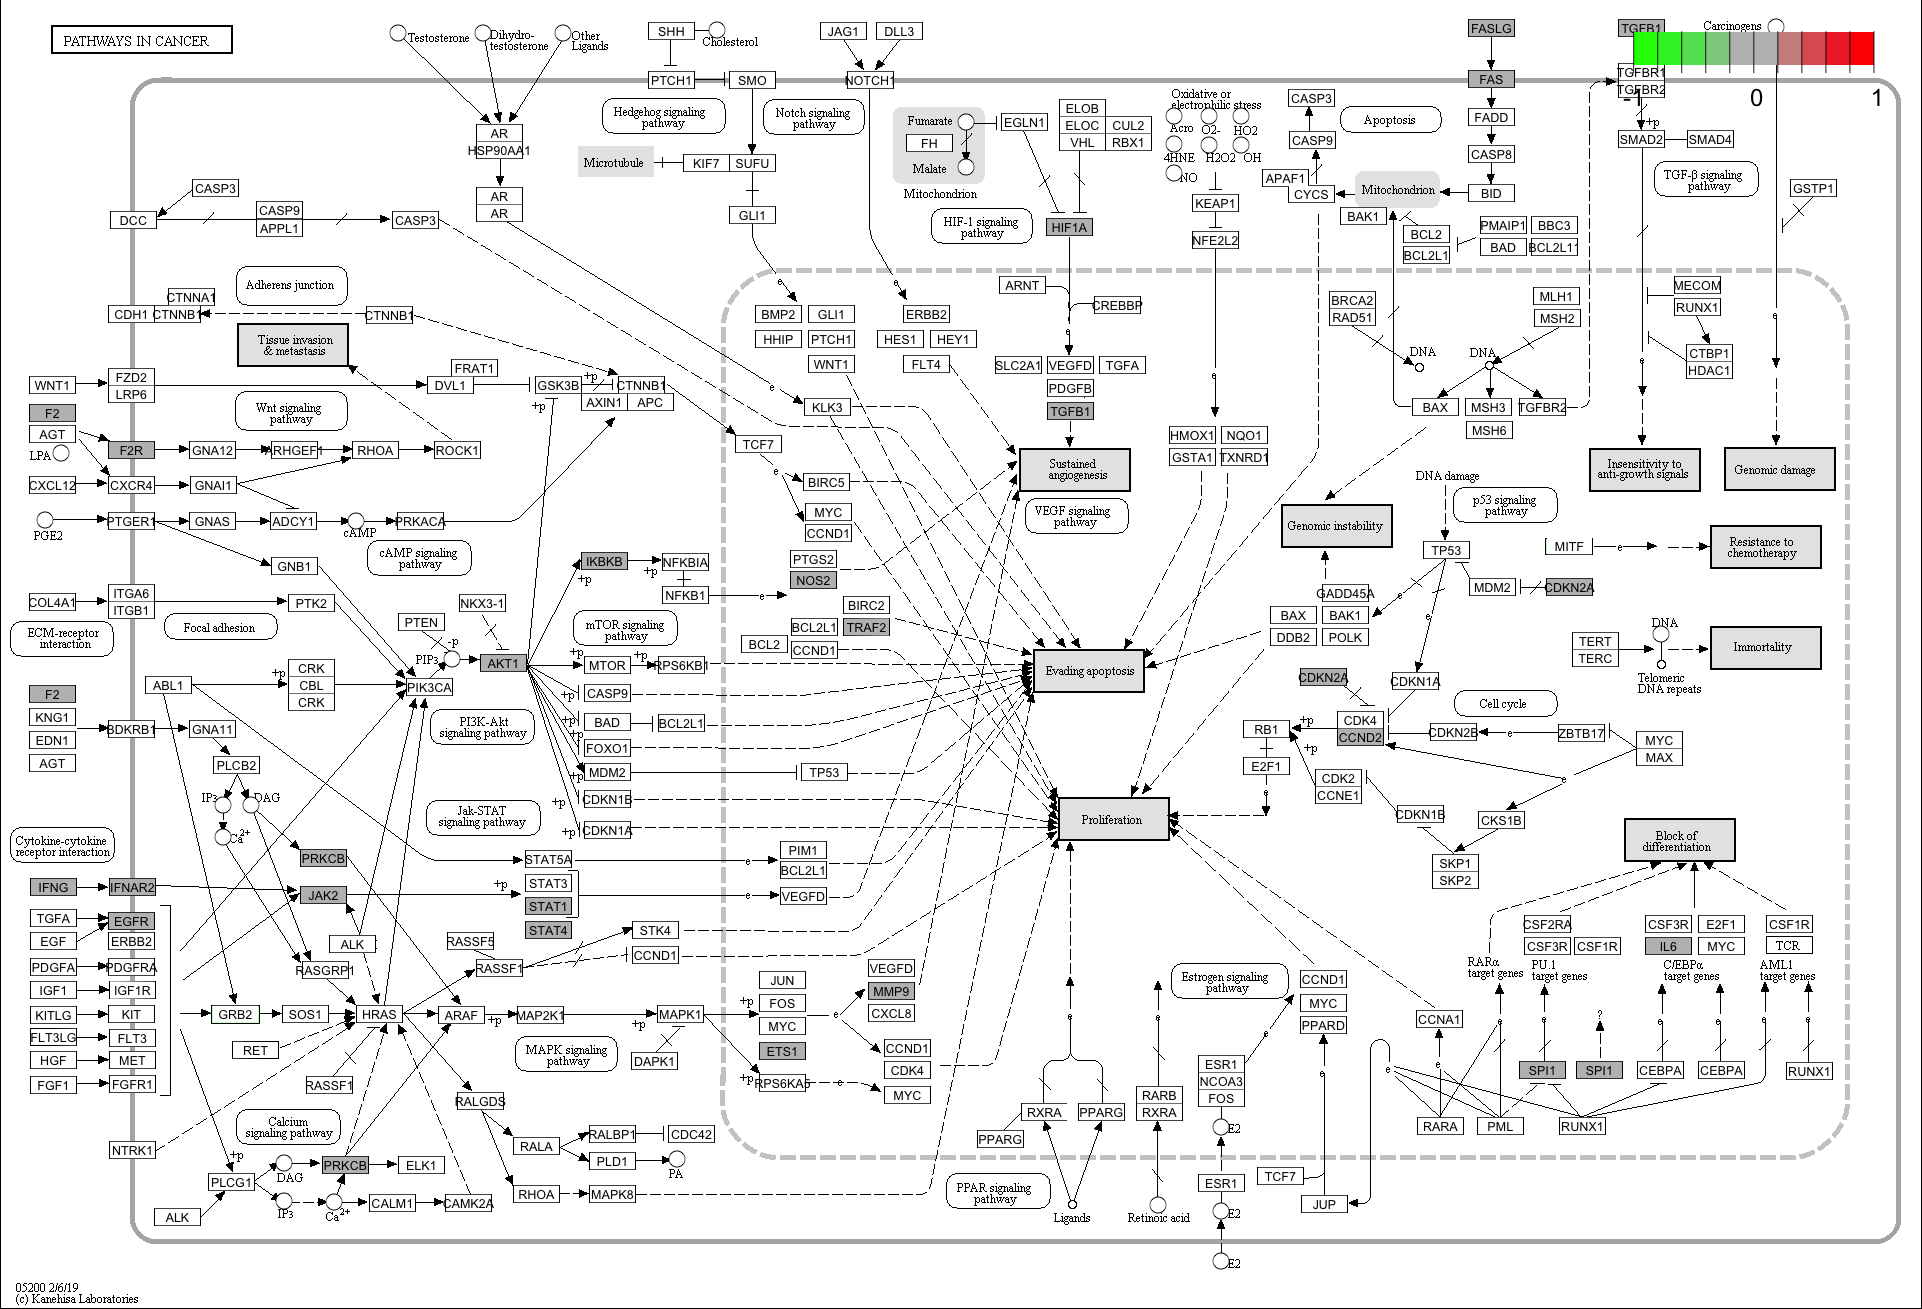 PATHWAYS IN CANCER
Testosterone
Dihydro-
testosterone
Other
Ligands
SHH
Cholesterol
JAG1
DLL3
FASLG
TGFB1
Carcinogens
PTCH1
SMO
NOTCH1
FAS
TGFBR1
TGFBR2
-1
0
1
Hedgehog signaling
pathway
Notch signaling
pathway
Fumarate
FH
Malate
Mitochondrion
EGLN1
ELOB
ELOC
CUL2
VHL
RBX1
Oxidative or
electrophilic stress
Acro
O2-
HO2
4HNE
H2O2
OH
NO
CASP3
CASP9
Apoptosis
FADD
CASP8
BID
+p
SMAD2
SMAD4
TGF-β signaling
pathway
GSTP1
AR
HSP90AA1
AR
AR
Microtubule
KIF7
SUFU
GLI1
HIF-1 signaling
pathway
HIF1A
KEAP1
NFE2L2
APAF1
CYCS
Mitochondrion
BAK1
BCL2
BCL2L1
PMAIP1
BBC3
BAD
BCL2L11
CASP3
DCC
CASP9
APPL1
CASP3
Adherens junction
CTNNA1
CDH1
CTNNB1
CTNNB1
Tissue invasion
& metastasis
e
e
BMP2
GLI1
HHIP
PTCH1
WNT1
ERBB2
HES1
HEY1
FLT4
ARNT
CREBBP
e
SLC2A1
VEGFD
TGFA
PDGFB
TGFB1
BRCA2
RAD51
MLH1
MSH2
DNA
DNA
MECOM
RUNX1
CTBP1
HDAC1
e
e
e
WNT1
FZD2
LRP6
FRAT1
DVL1
GSK3B
+p
CTNNB1
+p
AXIN1
APC
Wnt signaling
pathway
e
KLK3
BAX
MSH3
TGFBR2
MSH6
F2
AGT
LPA
F2R
GNA12
ARHGEF1
RHOA
ROCK1
TCF7
e
HMOX1
NQO1
GSTA1
TXNRD1
Sustained
angiogenesis
Insensitivity to
anti-growth signals
Genomic damage
CXCL12
CXCR4
GNAI1
BIRC5
MYC
CCND1
VEGF signaling
pathway
DNA damage
p53 signaling
pathway
Genomic instability
PGE2
PTGER1
GNAS
ADCY1
cAMP
PRKACA
cAMP signaling
pathway
GNB1
IKBKB
+p
NFKBIA
+p
NFKB1
e
PTGS2
NOS2
TP53
MITF
e
Resistance to
chemotherapy
MDM2
CDKN2A
COL4A1
ITGA6
ITGB1
PTK2
NKX3-1
PTEN
-p
PIP3
AKT1
mTOR signaling
pathway
BIRC2
BCL2L1
TRAF2
BCL2
CCND1
GADD45A
BAX
BAK1
DDB2
POLK
e
e
DNA
TERT
TERC
Telomeric
DNA repeats
Immortality
ECM-receptor
interaction
Focal adhesion
+p
MTOR
+p
RPS6KB1
Evading apoptosis
CDKN2A
CDKN1A
Cell cycle
F2
KNG1
EDN1
AGT
ABL1
+p
CRK
CBL
CRK
PIK3CA
PI3K-Akt
signaling pathway
+p
CASP9
+p
BAD
BCL2L1
+p
FOXO1
+p
MDM2
TP53
+p
CDKN1B
+p
CDKN1A
RB1
+p
CDK4
CCND2
CDKN2B
e
ZBTB17
MYC
MAX
+p
E2F1
e
CDK2
CCNE1
e
BDKRB1
GNA11
PLCB2
IP3
DAG
Ca2+
Jak-STAT
signaling pathway
Proliferation
CDKN1B
CKS1B
SKP1
SKP2
Block of
differentiation
Cytokine-cytokine
receptor interaction
PRKCB
STAT5A
e
PIM1
BCL2L1
IFNG
IFNAR2
JAK2
+p
STAT3
STAT1
STAT4
e
VEGFD
TGFA
EGF
EGFR
ERBB2
PDGFA
PDGFRA
IGF1
IGF1R
KITLG
KIT
FLT3LG
FLT3
HGF
MET
FGF1
FGFR1
ALK
RASGRP1
RASSF5
RASSF1
STK4
CCND1
GRB2
SOS1
HRAS
ARAF
+p
MAP2K1
+p
MAPK1
+p
JUN
FOS
MYC
ETS1
e
VEGFD
MMP9
CXCL8
CCND1
CDK4
RET
RASSF1
MAPK signaling
pathway
DAPK1
+p
RPS6KA5
e
MYC
CSF2RA
CSF3R
CSF1R
CSF3R
E2F1
IL6
MYC
CSF1R
TCR
RARα
target genes
PU.1
target genes
C/EBPα
target genes
AML1
target genes
Estrogen signaling
pathway
CCND1
MYC
PPARD
CCNA1
e
e
e
?
e
e
e
e
e
e
SPI1
SPI1
CEBPA
CEBPA
RUNX1
e
e
RARA
PML
RUNX1
Calcium
signaling pathway
NTRK1
+p
PLCG1
DAG
IP3
Ca2+
PRKCB
ELK1
CALM1
CAMK2A
ALK
RALGDS
RALA
RALBP1
CDC42
PLD1
PA
RHOA
MAPK8
RXRA
PPARG
PPARG
PPAR signaling
pathway
Ligands
RARB
RXRA
Retinoic acid
ESR1
NCOA3
FOS
E2
ESR1
E2
E2
TCF7
JUP
05200 2/6/19
(c) Kanehisa Laboratories